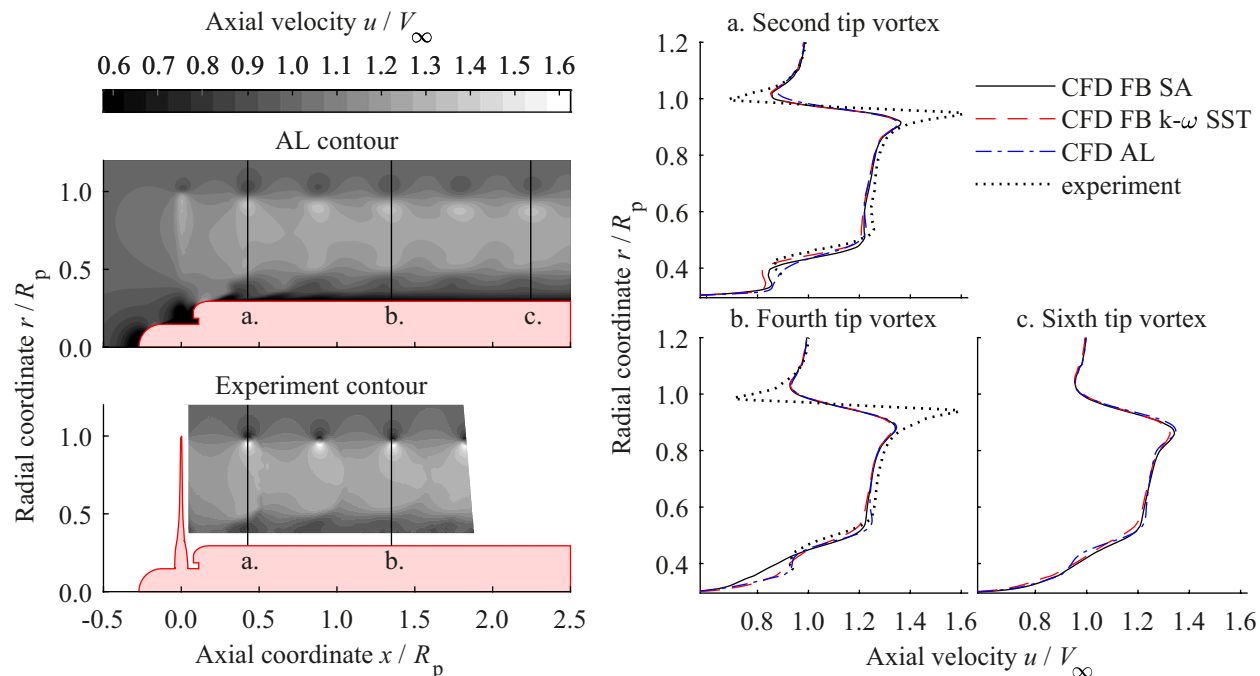 Axial velocity u / V∞
0.6 0.7 0.8 0.9 1.0 1.1 1.2 1.3 1.4 1.5 1.6
AL contour
1.0
0.5
0.0
a. b. c.
Radial coordinate r / Rp
Experiment contour
1.0
0.5
0.0
a. b.
Radial coordinate r / Rp
-0.5 0.0 0.5 1.0 1.5 2.0 2.5
Axial coordinate x / Rp
a. Second tip vortex
1.2
1.0
0.8
0.6
0.4
Radial coordinate r / Rp
CFD FB SA
CFD FB k-ω SST
CFD AL
experiment
b. Fourth tip vortex
1.2
1.0
0.8
0.6
0.4
Radial coordinate r / Rp
0.8 1.0 1.2 1.4 1.6
c. Sixth tip vortex
0.8 1.0 1.2 1.4 1.6
Axial velocity u / V∞